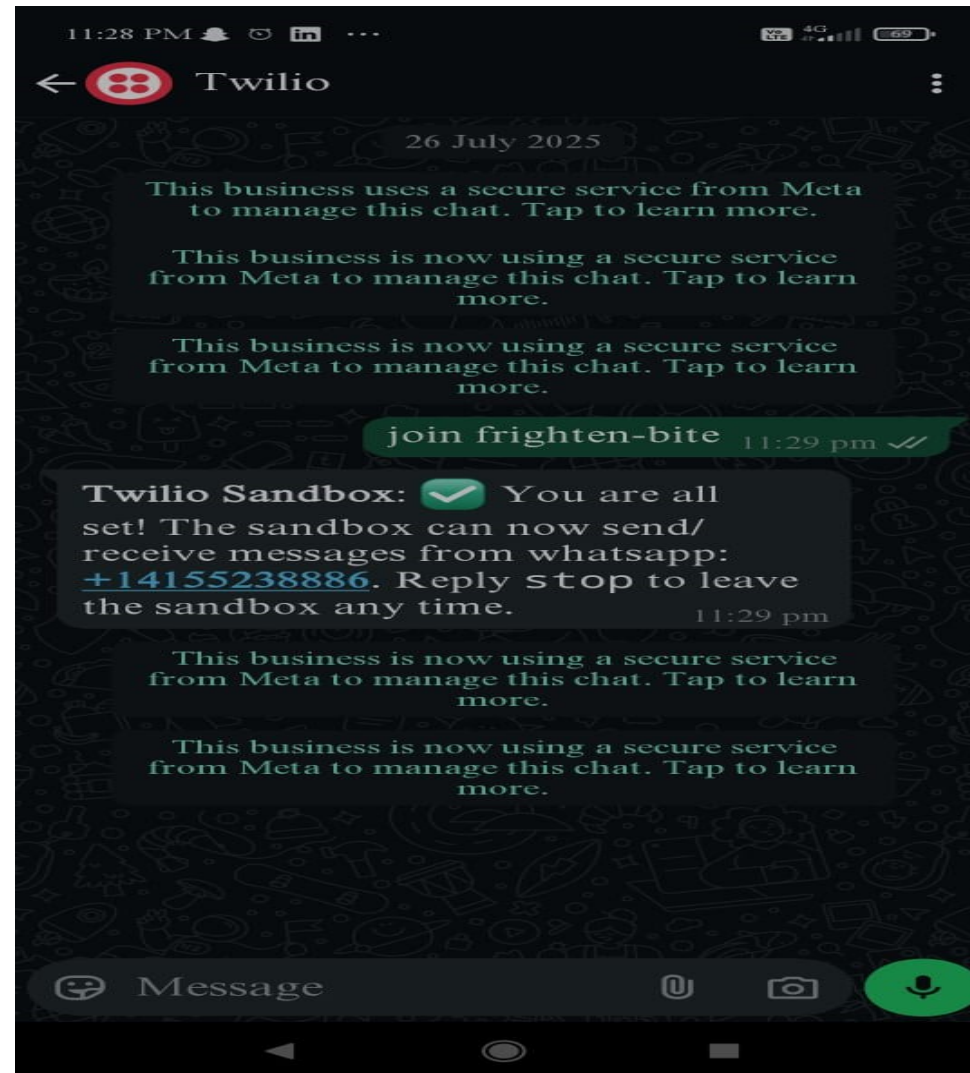 11:28 PM in ... Vo LTE 4G 69
Twilio
26 July 2025
This business uses a secure service from Meta
to manage this chat. Tap to learn more.
This business is now using a secure service
from Meta to manage this chat. Tap to learn
more.
This business is now using a secure service
from Meta to manage this chat. Tap to learn
more.
join frighten-bite 11:29 pm
Twilio Sandbox: ✅ You are all
set! The sandbox can now send/
receive messages from whatsapp:
+14155238886. Reply stop to leave
the sandbox any time. 11:29 pm
This business is now using a secure service
from Meta to manage this chat. Tap to learn
more.
This business is now using a secure service
from Meta to manage this chat. Tap to learn
more.
Message